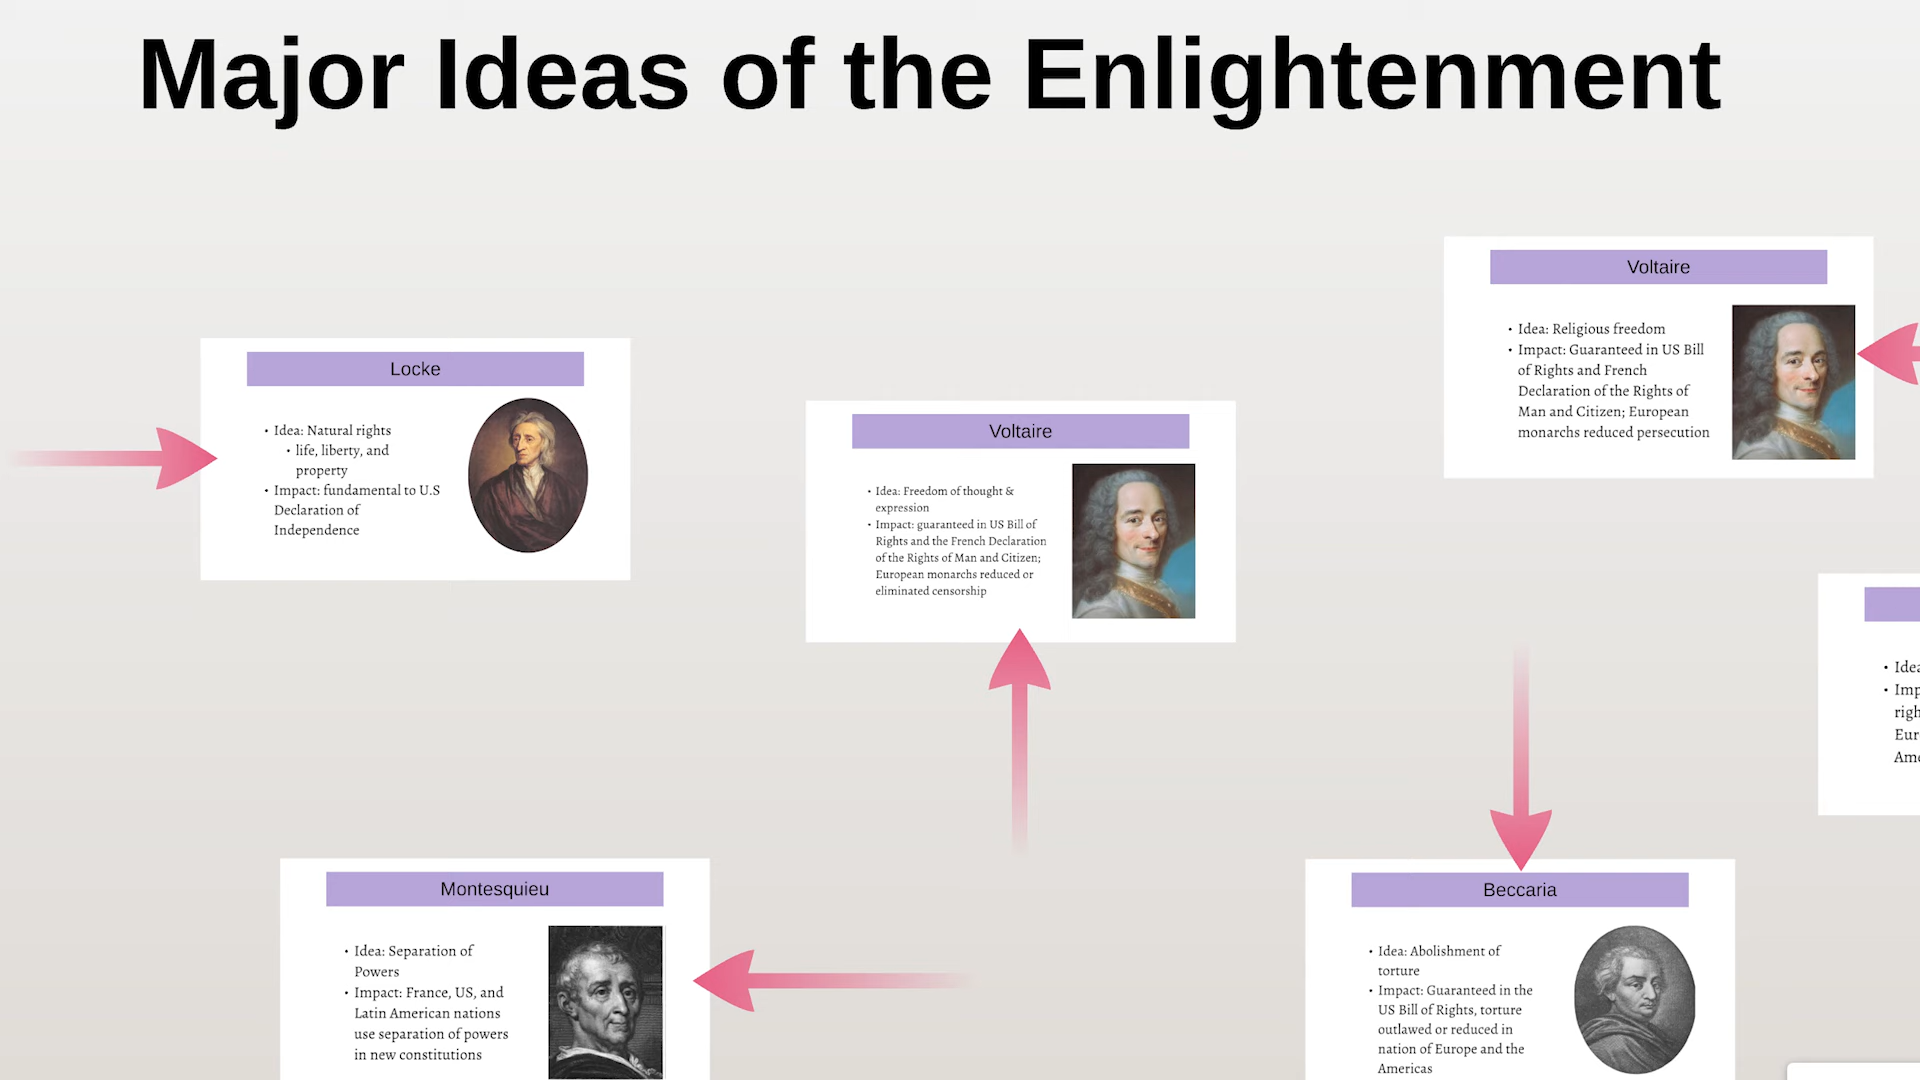 Major Ideas of the Enlightenment
Locke
• Idea: Natural rights
• life, liberty, and
property
• Impact: fundamental to U.S
Declaration of
Independence
Voltaire
• Idea: Freedom of thought &
expression
• Impact: guaranteed in US Bill of
Rights and the French Declaration
of the Rights of Man and Citizen;
European monarchs reduced or
eliminated censorship
Voltaire
• Idea: Religious freedom
• Impact: Guaranteed in US Bill
of Rights and French
Declaration of the Rights of
Man and Citizen; European
monarchs reduced persecution
Montesquieu
• Idea: Separation of
Powers
• Impact: France, US, and
Latin American nations
use separation of powers
in new constitutions
Beccaria
• Idea: Abolishment of
torture
• Impact: Guaranteed in the
US Bill of Rights, torture
outlawed or reduced in
nation of Europe and the
Americas